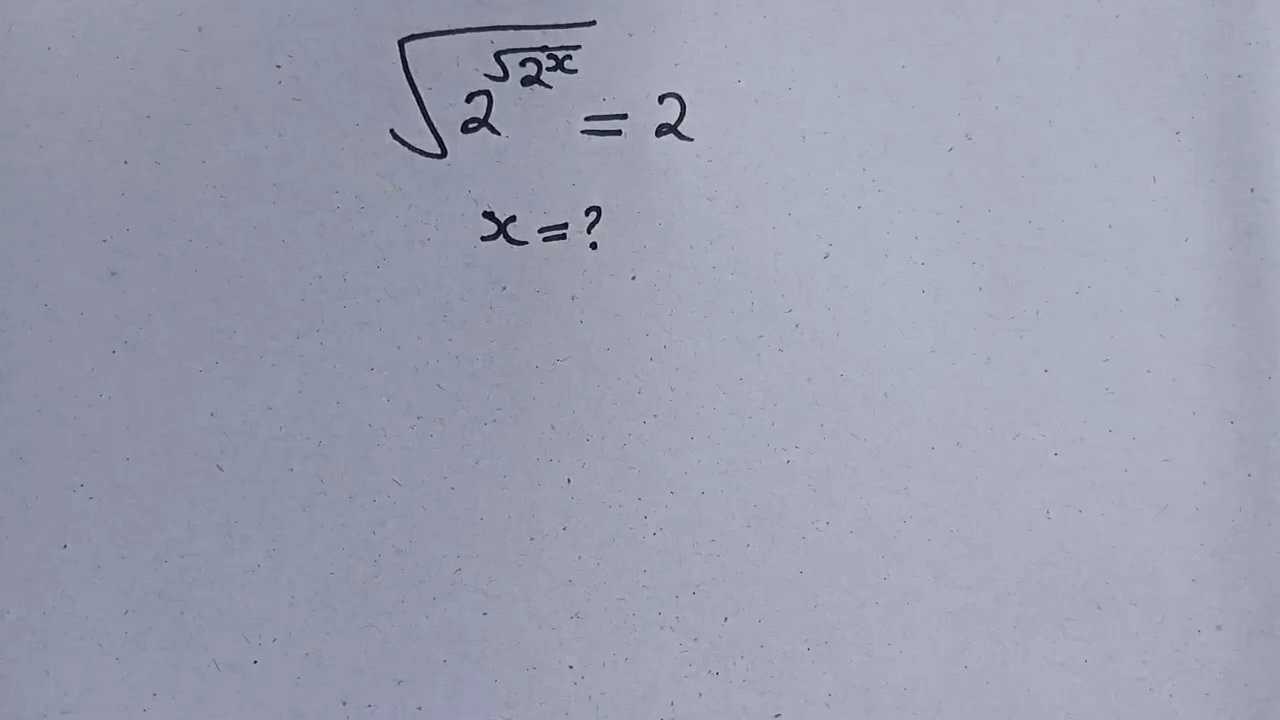 √(2^√(2^x)) = 2
x = ?